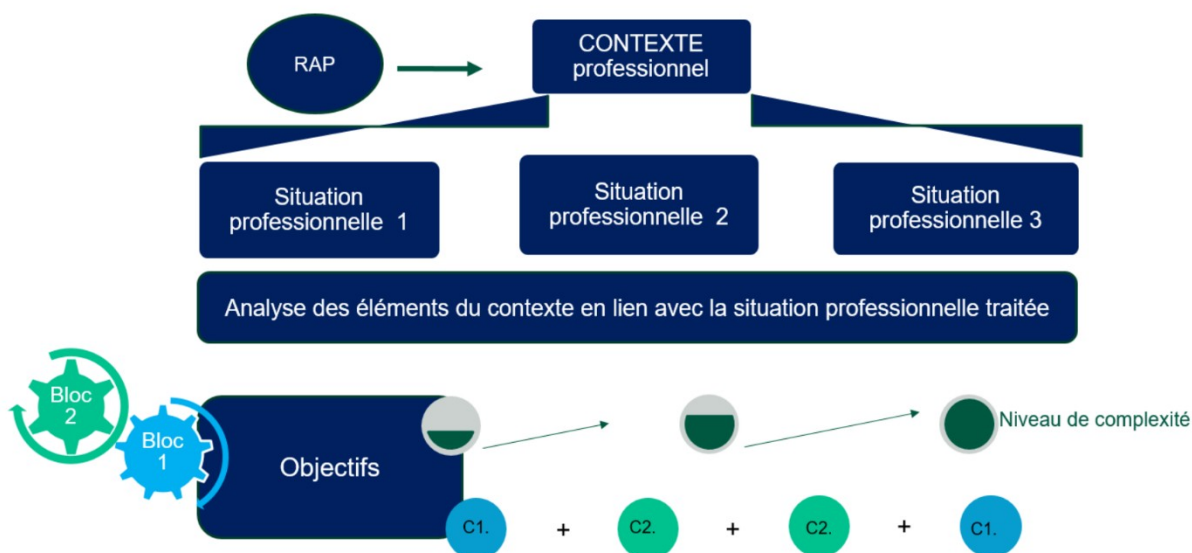 RAP
CONTEXTE
professionnel
Situation
professionnelle 1
Situation
professionnelle 2
Situation
professionnelle 3
Analyse des éléments du contexte en lien avec la situation professionnelle traitée
Bloc
2
Bloc
1
Objectifs
Niveau de complexité
C1. + C2. + C2. + C1.